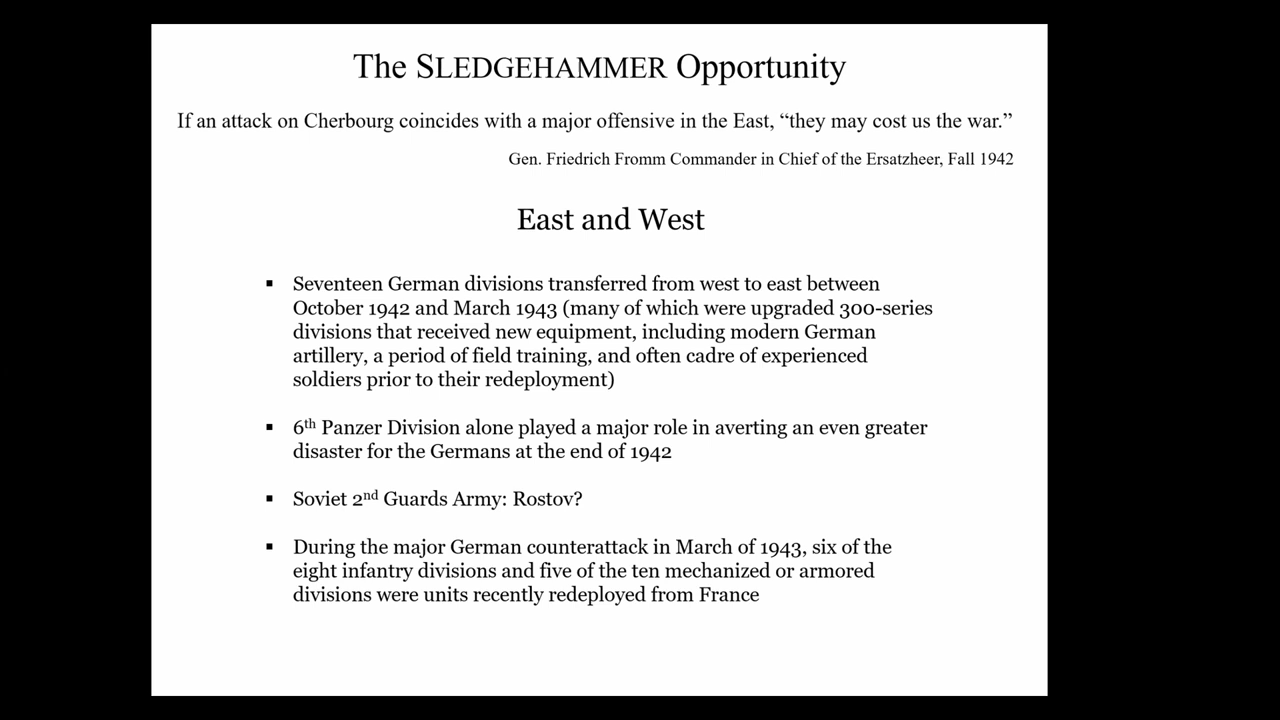 The SLEDGEHAMMER Opportunity
If an attack on Cherbourg coincides with a major offensive in the East, “they may cost us the war.”
Gen. Friedrich Fromm Commander in Chief of the Ersatzheer, Fall 1942
East and West
▪ Seventeen German divisions transferred from west to east between
October 1942 and March 1943 (many of which were upgraded 300-series
divisions that received new equipment, including modern German
artillery, a period of field training, and often cadre of experienced
soldiers prior to their redeployment)
▪ 6th Panzer Division alone played a major role in averting an even greater
disaster for the Germans at the end of 1942
▪ Soviet 2nd Guards Army: Rostov?
▪ During the major German counterattack in March of 1943, six of the
eight infantry divisions and five of the ten mechanized or armored
divisions were units recently redeployed from France